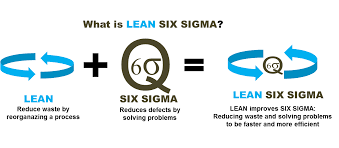 What is LEAN SIX SIGMA?
6σ
LEAN
Reduce waste by
reorganazing a process
SIX SIGMA
Reduces defects by
solving problems
6σ
LEAN SIX SIGMA
LEAN improves SIX SIGMA:
Reducing waste and solving problems
to be faster and more efficient